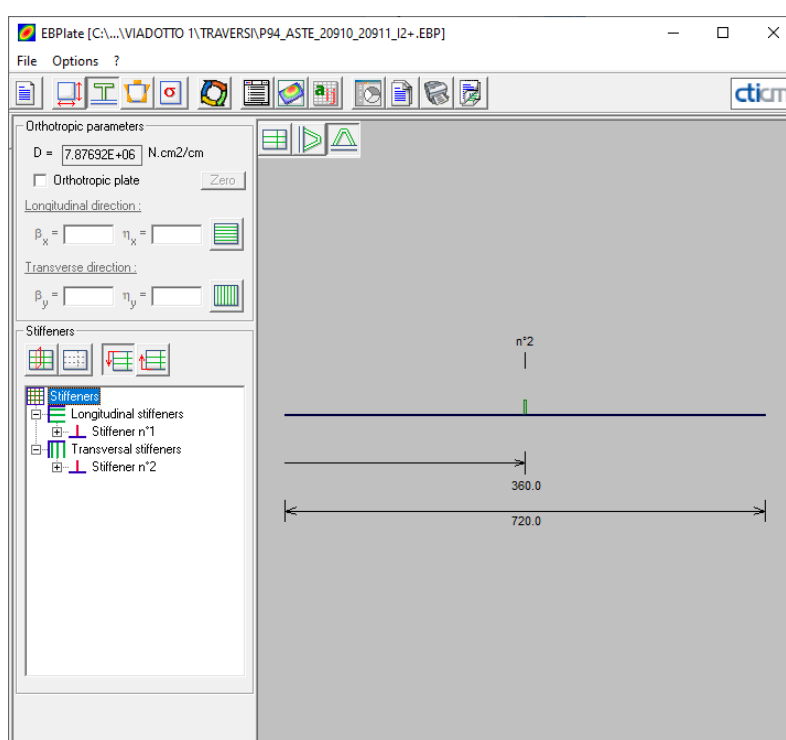 EBPlate [C:\...\VIADOTTO 1\TRAVERSI\P94_ASTE_20910_20911_I2+.EBP]
File Options ?
σ
cticm
Orthotropic parameters
D = 7.87692E+06 N.cm2/cm
Orthotropic plate Zero
Longitudinal direction :
βx = ηx =
Transverse direction :
βy = ηy =
Stiffeners
Stiffeners
Longitudinal stiffeners
Stiffener n°1
Transversal stiffeners
Stiffener n°2
n°2
360.0
720.0